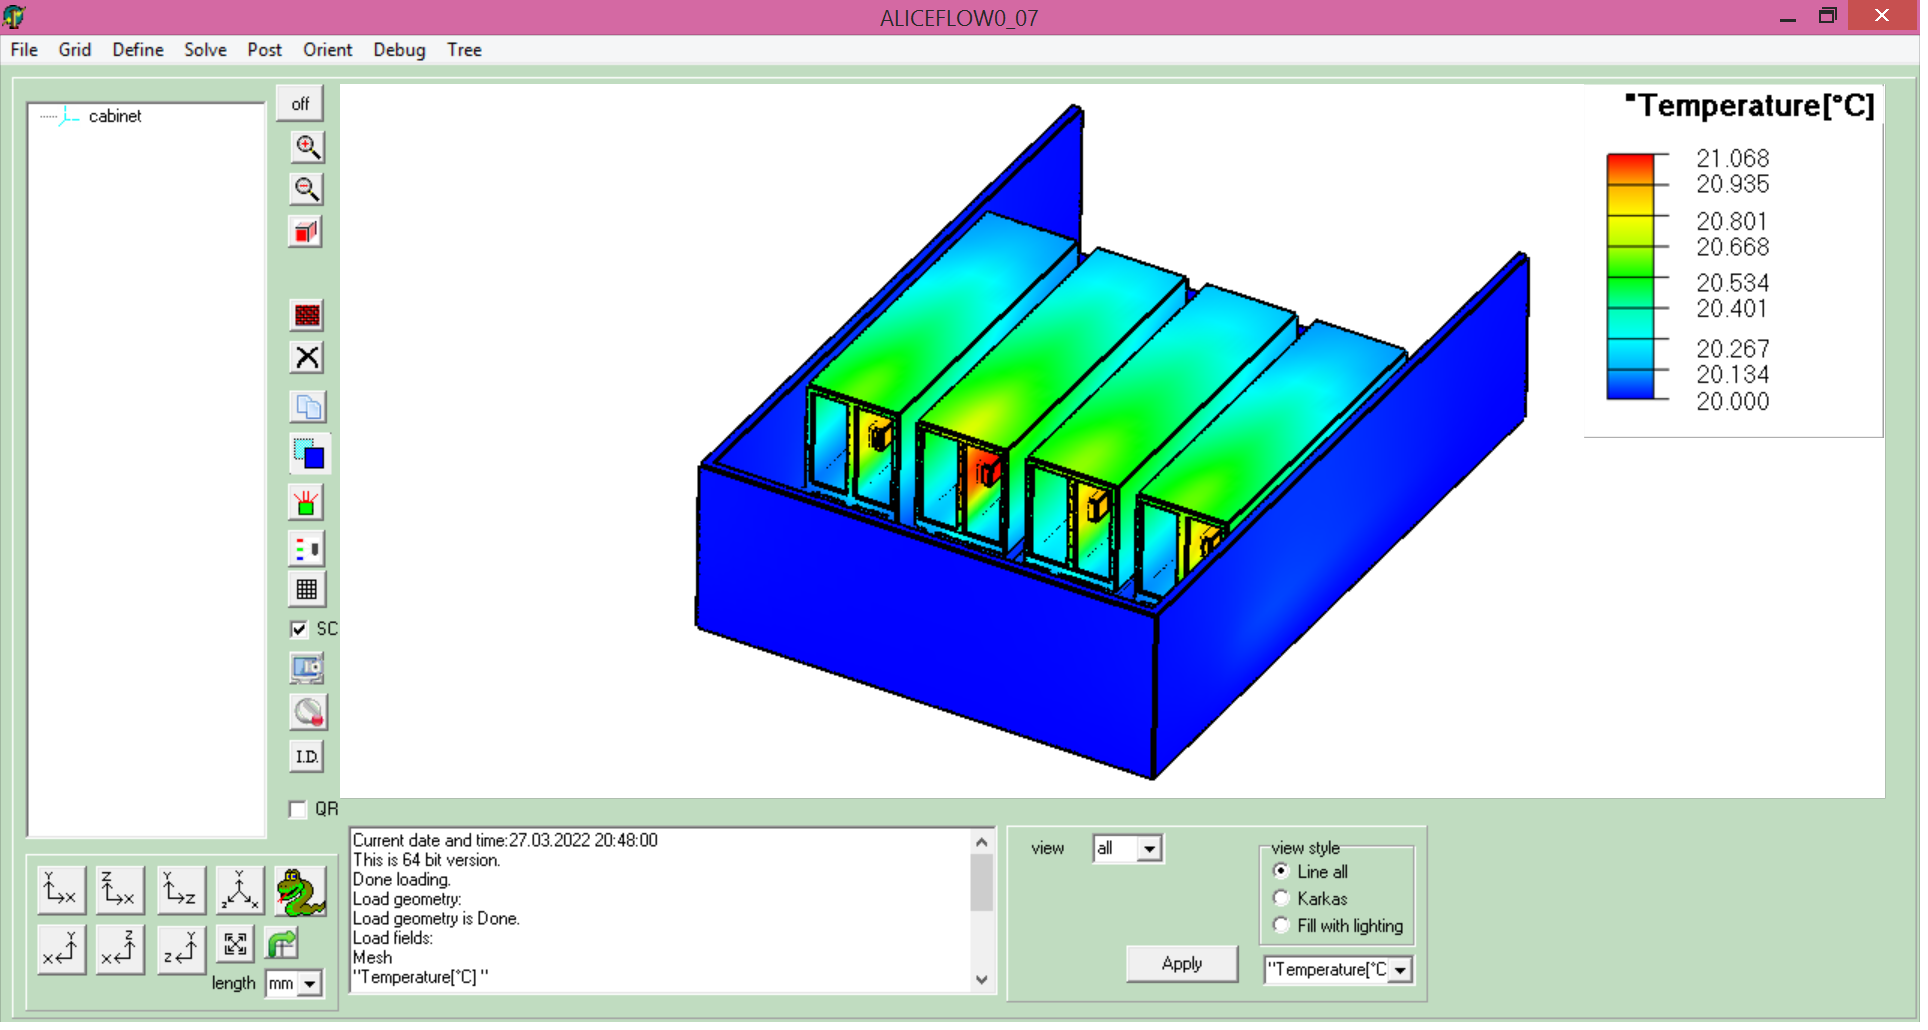 ALICEFLOW0_07
File Grid Define Solve Post Orient Debug Tree
cabinet
off
"Temperature[°C]
21.068
20.935
20.801
20.668
20.534
20.401
20.267
20.134
20.000
SC
I.D.
QR
Current date and time:27.03.2022 20:48:00
This is 64 bit version.
Done loading.
Load geometry:
Load geometry is Done.
Load fields:
Mesh
"Temperature[°C] "
view all
view style
Line all
Karkas
Fill with lighting
Apply
"Temperature[°C
Y X
Z X
Y Z
Y Z X
X Y
X Z
Z Y
length mm